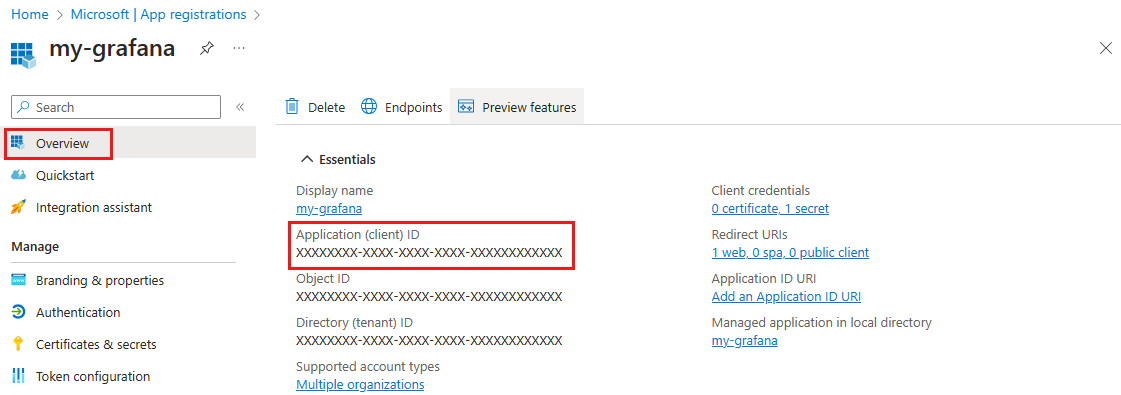 Home > Microsoft | App registrations >
my-grafana
...
Search
«
Overview
Quickstart
Integration assistant
Manage
Branding & properties
Authentication
Certificates & secrets
Token configuration
Delete
Endpoints
Preview features
Essentials
Display name
my-grafana
Application (client) ID
XXXXXXXX-XXXX-XXXX-XXXX-XXXXXXXXXXXX
Object ID
XXXXXXXX-XXXX-XXXX-XXXX-XXXXXXXXXXXX
Directory (tenant) ID
XXXXXXXX-XXXX-XXXX-XXXX-XXXXXXXXXXXX
Supported account types
Multiple organizations
Client credentials
0 certificate, 1 secret
Redirect URIs
1 web, 0 spa, 0 public client
Application ID URI
Add an Application ID URI
Managed application in local directory
my-grafana